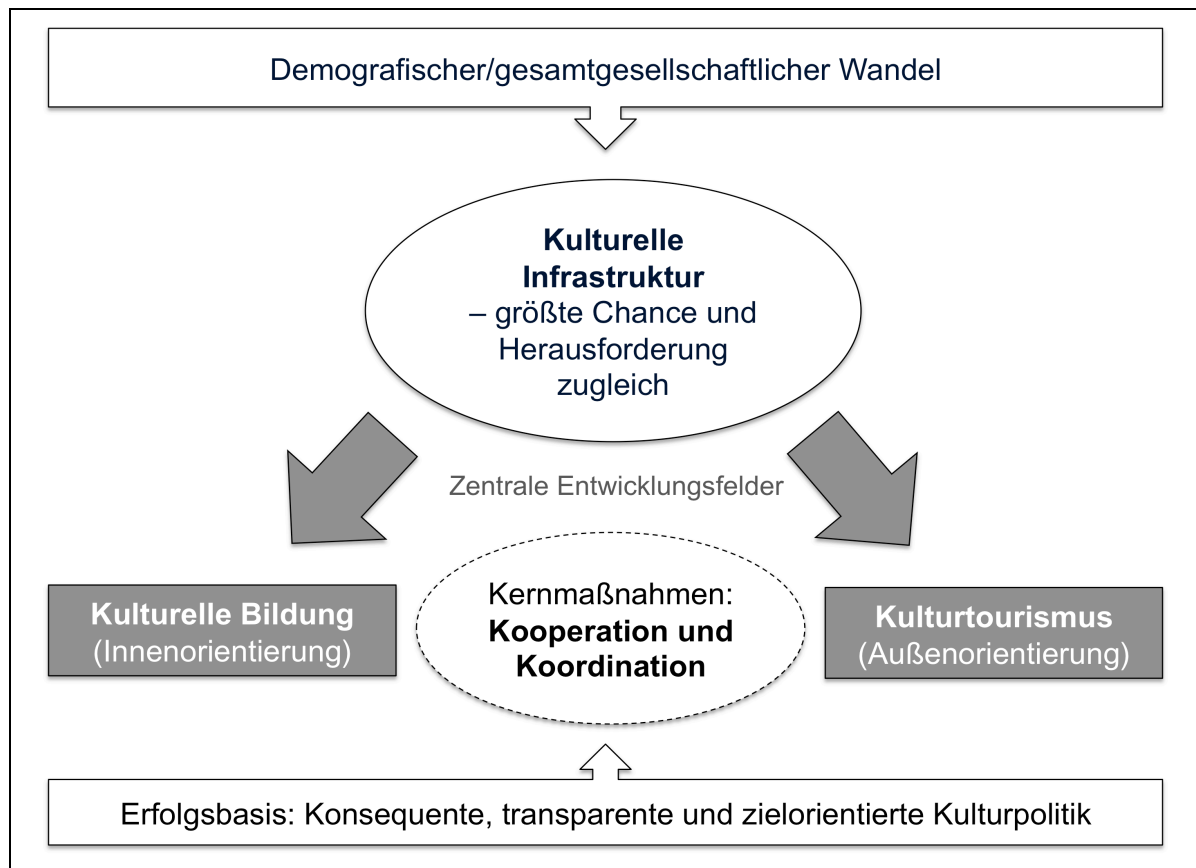 Demografischer/gesamtgesellschaftlicher Wandel
Kulturelle
Infrastruktur
– größte Chance und
Herausforderung
zugleich
Zentrale Entwicklungsfelder
Kulturelle Bildung
(Innenorientierung)
Kernmaßnahmen:
Kooperation und
Koordination
Kulturtourismus
(Außenorientierung)
Erfolgsbasis: Konsequente, transparente und zielorientierte Kulturpolitik